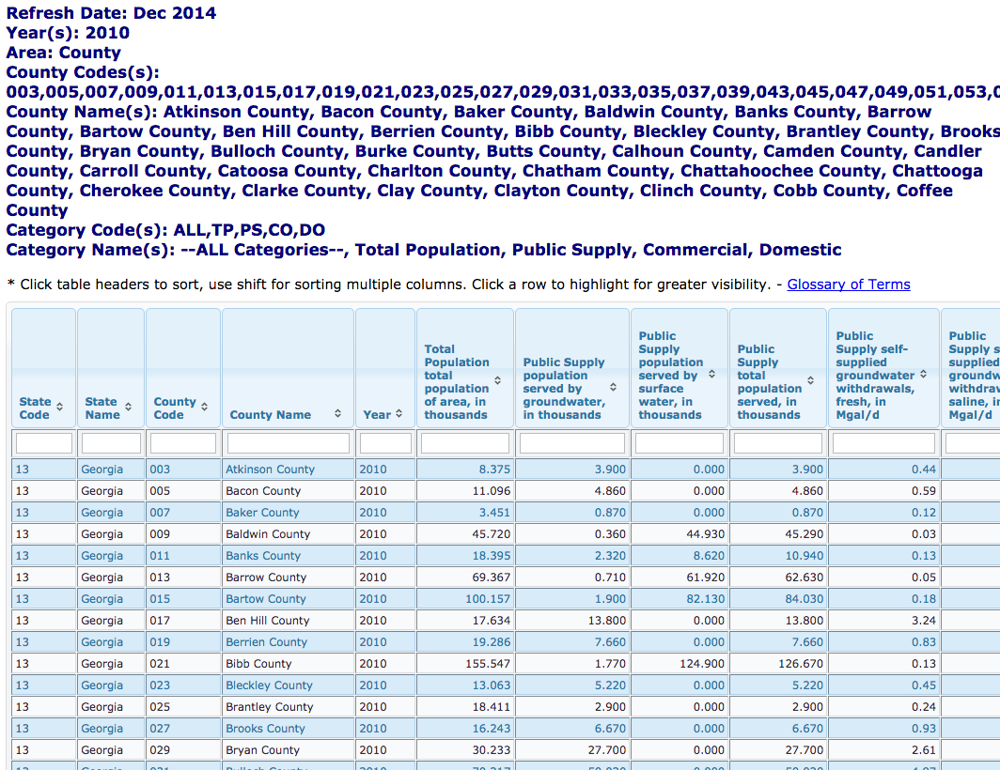 Refresh Date: Dec 2014
Year(s): 2010
Area: County
County Codes(s):
003,005,007,009,011,013,015,017,019,021,023,025,027,029,031,033,035,037,039,043,045,047,049,051,053,0
County Name(s): Atkinson County, Bacon County, Baker County, Baldwin County, Banks County, Barrow
County, Bartow County, Ben Hill County, Berrien County, Bibb County, Bleckley County, Brantley County, Brooks
County, Bryan County, Bulloch County, Burke County, Butts County, Calhoun County, Camden County, Candler
County, Carroll County, Catoosa County, Charlton County, Chatham County, Chattahoochee County, Chattooga
County, Cherokee County, Clarke County, Clay County, Clayton County, Clinch County, Cobb County, Coffee
County
Category Code(s): ALL,TP,PS,CO,DO
Category Name(s): --ALL Categories--, Total Population, Public Supply, Commercial, Domestic
* Click table headers to sort, use shift for sorting multiple columns. Click a row to highlight for greater visibility. - Glossary of Terms
State
Code
State
Name
County
Code
County Name
Year
Total
Population
total
population
of area, in
thousands
Public Supply
population
served by
groundwater,
in thousands
Public
Supply
population
served by
surface
water, in
thousands
Public
Supply
total
population
served, in
thousands
Public
Supply self-
supplied
groundwater
withdrawals,
fresh, in
Mgal/d
Public
Supply s
supplied
groundw
withdraw
saline, in
Mgal/d
13 Georgia 003 Atkinson County 2010 8.375 3.900 0.000 3.900 0.44
13 Georgia 005 Bacon County 2010 11.096 4.860 0.000 4.860 0.59
13 Georgia 007 Baker County 2010 3.451 0.870 0.000 0.870 0.12
13 Georgia 009 Baldwin County 2010 45.720 0.360 44.930 45.290 0.03
13 Georgia 011 Banks County 2010 18.395 2.320 8.620 10.940 0.13
13 Georgia 013 Barrow County 2010 69.367 0.710 61.920 62.630 0.05
13 Georgia 015 Bartow County 2010 100.157 1.900 82.130 84.030 0.18
13 Georgia 017 Ben Hill County 2010 17.634 13.800 0.000 13.800 3.24
13 Georgia 019 Berrien County 2010 19.286 7.660 0.000 7.660 0.83
13 Georgia 021 Bibb County 2010 155.547 1.770 124.900 126.670 0.13
13 Georgia 023 Bleckley County 2010 13.063 5.220 0.000 5.220 0.45
13 Georgia 025 Brantley County 2010 18.411 2.900 0.000 2.900 0.24
13 Georgia 027 Brooks County 2010 16.243 6.670 0.000 6.670 0.93
13 Georgia 029 Bryan County 2010 30.233 27.700 0.000 27.700 2.61